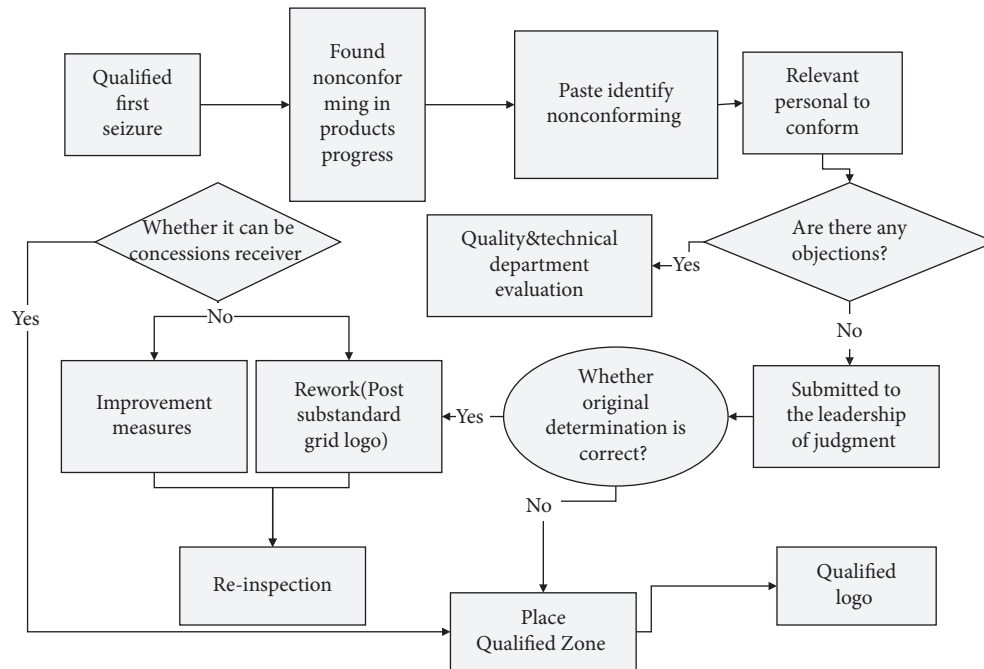 Qualified
first
seizure
Found
nonconfor
ming in
products
progress
Paste identify
nonconforming
Relevant
personal to
conform
Whether it can be
concessions receiver
Quality&technical
department
evaluation
Yes
Are there any
objections?
Yes
No
No
Improvement
measures
Rework(Post
substandard
grid logo)
Yes
Whether
original
determination is
correct?
Submitted to
the leadership
of judgment
No
Re-inspection
Place
Qualified Zone
Qualified
logo